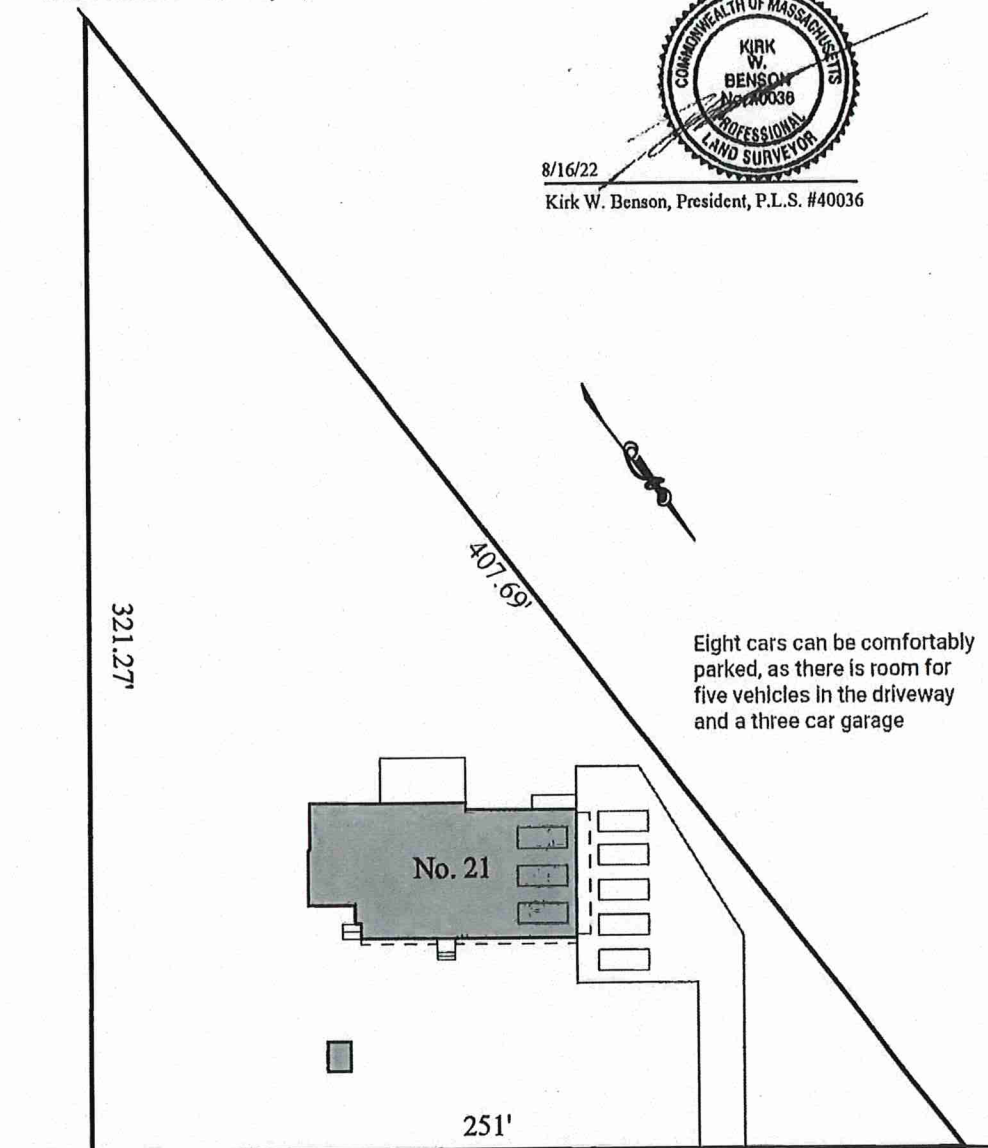 COMMONWEALTH OF MASSACHUSETTS
KIRK
W.
BENSON
No. 40036
PROFESSIONAL
LAND SURVEYOR
8/16/22
Kirk W. Benson, President, P.L.S. #40036
407.69'
321.27'
Eight cars can be comfortably
parked, as there is room for
five vehicles in the driveway
and a three car garage
No. 21
251'